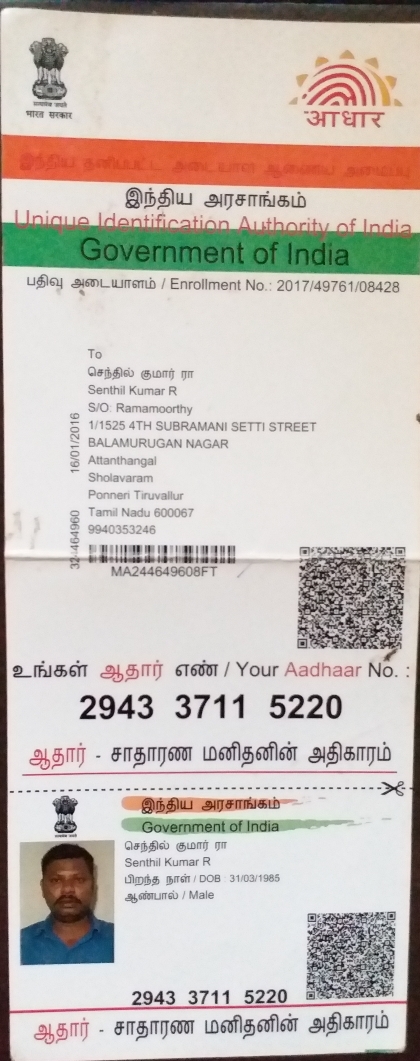 भारत सरकार
आधार
இந்திய அரசாங்கம்
Unique Identification Authority of India
Government of India
பதிவு அடையாளம் / Enrollment No.: 2017/49761/08428
To
செந்தில் குமார் ரா
Senthil Kumar R
S/O: Ramamoorthy
1/1525 4TH SUBRAMANI SETTI STREET
BALAMURUGAN NAGAR
Attanthangal
Sholavaram
Ponneri Tiruvallur
Tamil Nadu 600067
9940353246
16/01/2016
MA244649608FT
உங்கள் ஆதார் எண் / Your Aadhaar No. :
2943 3711 5220
ஆதார் - சாதாரண மனிதனின் அதிகாரம்
இந்திய அரசாங்கம்
Government of India
செந்தில் குமார் ரா
Senthil Kumar R
பிறந்த நாள் / DOB : 31/03/1985
ஆண்பால் / Male
2943 3711 5220
ஆதார் - சாதாரண மனிதனின் அதிகாரம்